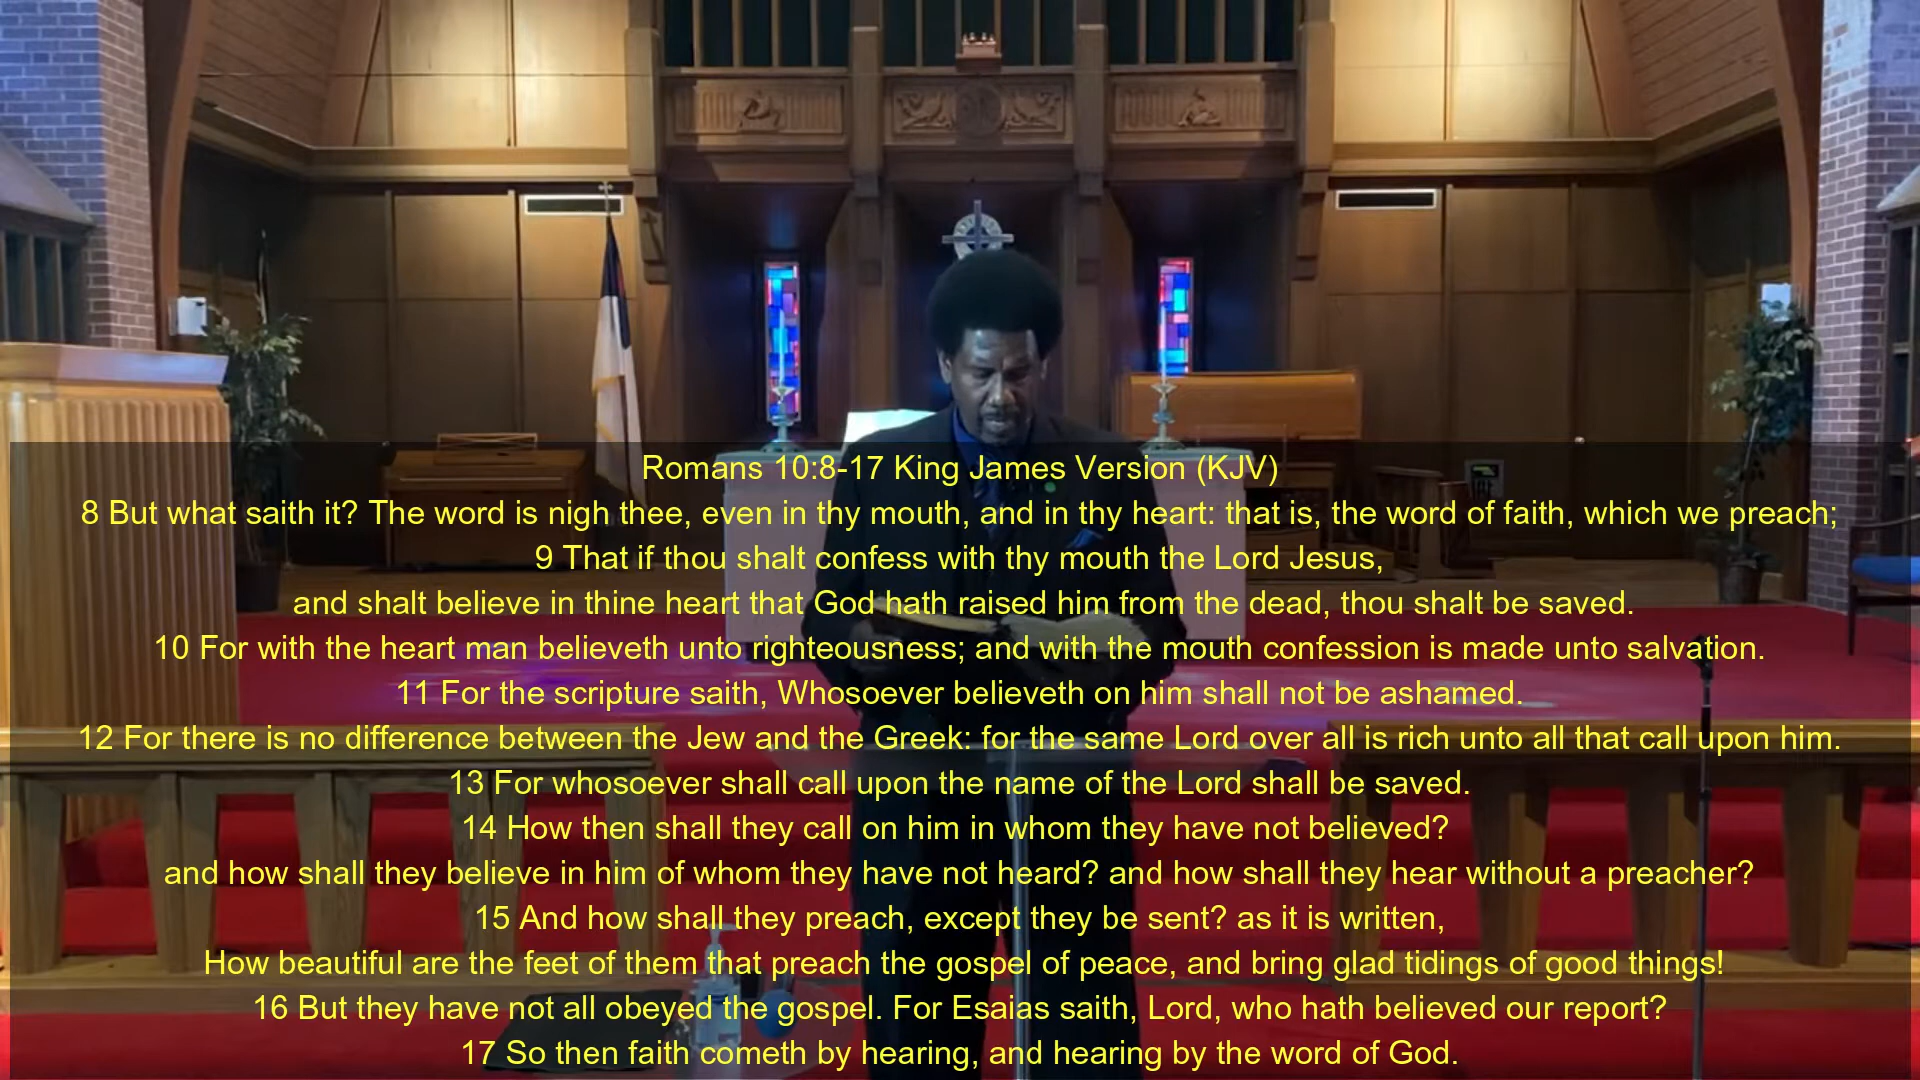 Romans 10:8-17 King James Version (KJV)
8 But what saith it? The word is nigh thee, even in thy mouth, and in thy heart: that is, the word of faith, which we preach;
9 That if thou shalt confess with thy mouth the Lord Jesus,
and shalt believe in thine heart that God hath raised him from the dead, thou shalt be saved.
10 For with the heart man believeth unto righteousness; and with the mouth confession is made unto salvation.
11 For the scripture saith, Whosoever believeth on him shall not be ashamed.
12 For there is no difference between the Jew and the Greek: for the same Lord over all is rich unto all that call upon him.
13 For whosoever shall call upon the name of the Lord shall be saved.
14 How then shall they call on him in whom they have not believed?
and how shall they believe in him of whom they have not heard? and how shall they hear without a preacher?
15 And how shall they preach, except they be sent? as it is written,
How beautiful are the feet of them that preach the gospel of peace, and bring glad tidings of good things!
16 But they have not all obeyed the gospel. For Esaias saith, Lord, who hath believed our report?
17 So then faith cometh by hearing, and hearing by the word of God.